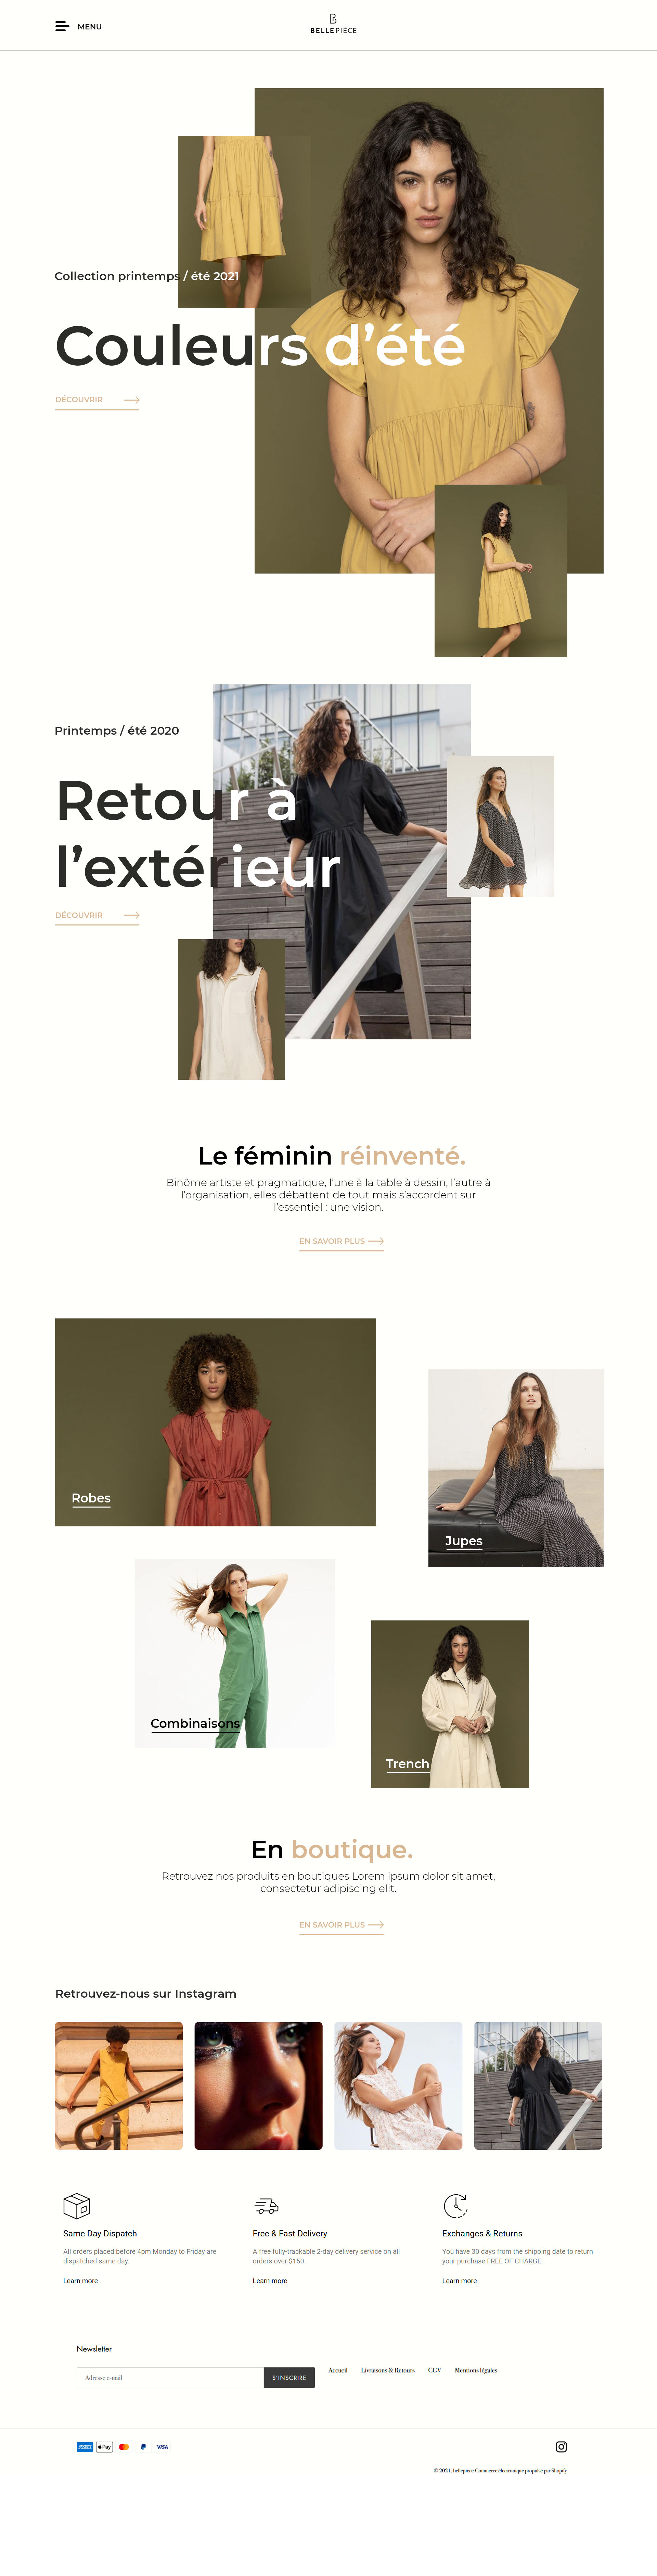 MENU
BELLEPIÈCE
Collection printemps / été 2021
Couleurs d’été
DÉCOUVRIR
Printemps / été 2020
Retour à
l’extérieur
DÉCOUVRIR
Le féminin réinventé.
Binôme artiste et pragmatique, l’une à la table à dessin, l’autre à
l’organisation, elles débattent de tout mais s’accordent sur
l’essentiel : une vision.
EN SAVOIR PLUS
Robes
Jupes
Combinaisons
Trench
En boutique.
Retrouvez nos produits en boutiques Lorem ipsum dolor sit amet,
consectetur adipiscing elit.
EN SAVOIR PLUS
Retrouvez-nous sur Instagram
Same Day Dispatch
All orders placed before 4pm Monday to Friday are
dispatched same day.
Learn more
Free & Fast Delivery
A free fully-trackable 2-day delivery service on all
orders over $150.
Learn more
Exchanges & Returns
You have 30 days from the shipping date to return
your purchase FREE OF CHARGE.
Learn more
Newsletter
Adresse e-mail
S'INSCRIRE
Accueil
Livraisons & Retours
CGV
Mentions légales
Pay
VISA
© 2021, bellepiece Commerce électronique propulsé par Shopify